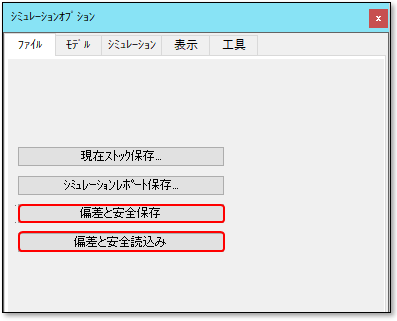 ｼﾐｭﾚｰｼｮﾝｵﾌﾟｼｮﾝ
x
ﾌｧｲﾙ ﾓﾃﾞﾙ ｼﾐｭﾚｰｼｮﾝ 表示 工具
現在ｽﾄｯｸ保存...
ｼﾐｭﾚｰｼｮﾝﾚﾎﾟｰﾄ保存...
偏差と安全保存
偏差と安全読込み